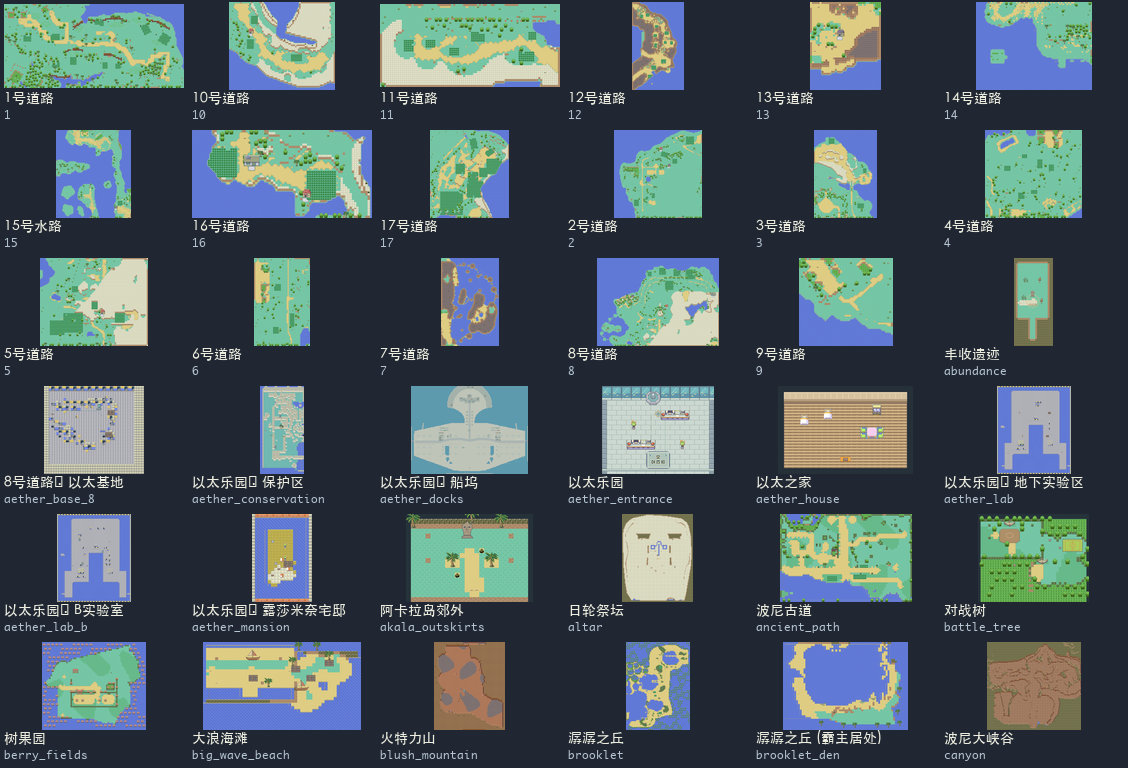 1号道路
1
10号道路
10
11号道路
11
12号道路
12
13号道路
13
14号道路
14
15号水路
15
16号道路
16
17号道路
17
2号道路
2
3号道路
3
4号道路
4
5号道路
5
6号道路
6
7号道路
7
8号道路
8
9号道路
9
丰收遗迹
abundance
8号道路 以太基地
aether_base_8
以太乐园 保护区
aether_conservation
以太乐园 船坞
aether_docks
以太乐园
aether_entrance
以太之家
aether_house
以太乐园 地下实验区
aether_lab
以太乐园 B实验室
aether_lab_b
以太乐园 露莎米奈宅邸
aether_mansion
阿卡拉岛郊外
akala_outskirts
日轮祭坛
altar
波尼古道
ancient_path
对战树
battle_tree
树果园
berry_fields
大浪海滩
big_wave_beach
火特力山
blush_mountain
潺潺之丘
brooklet
潺潺之丘 (霸主居处)
brooklet_den
波尼大峡谷
canyon